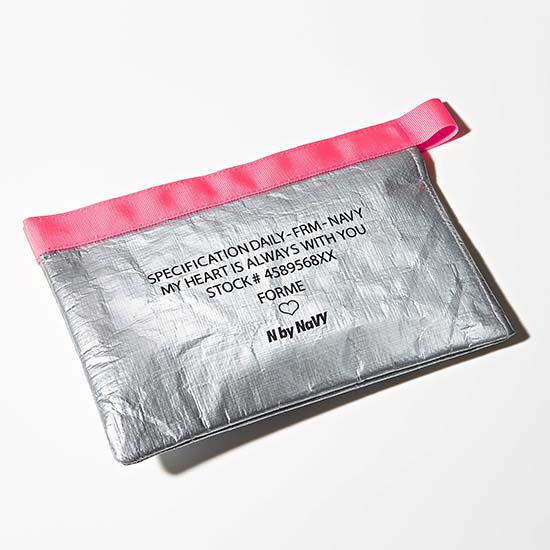 SPECIFICATION DAILY-FRM-NAVY
MY HEART IS ALWAYS WITH YOU
STOCK# 4589568XX
FORME
N by NaVY